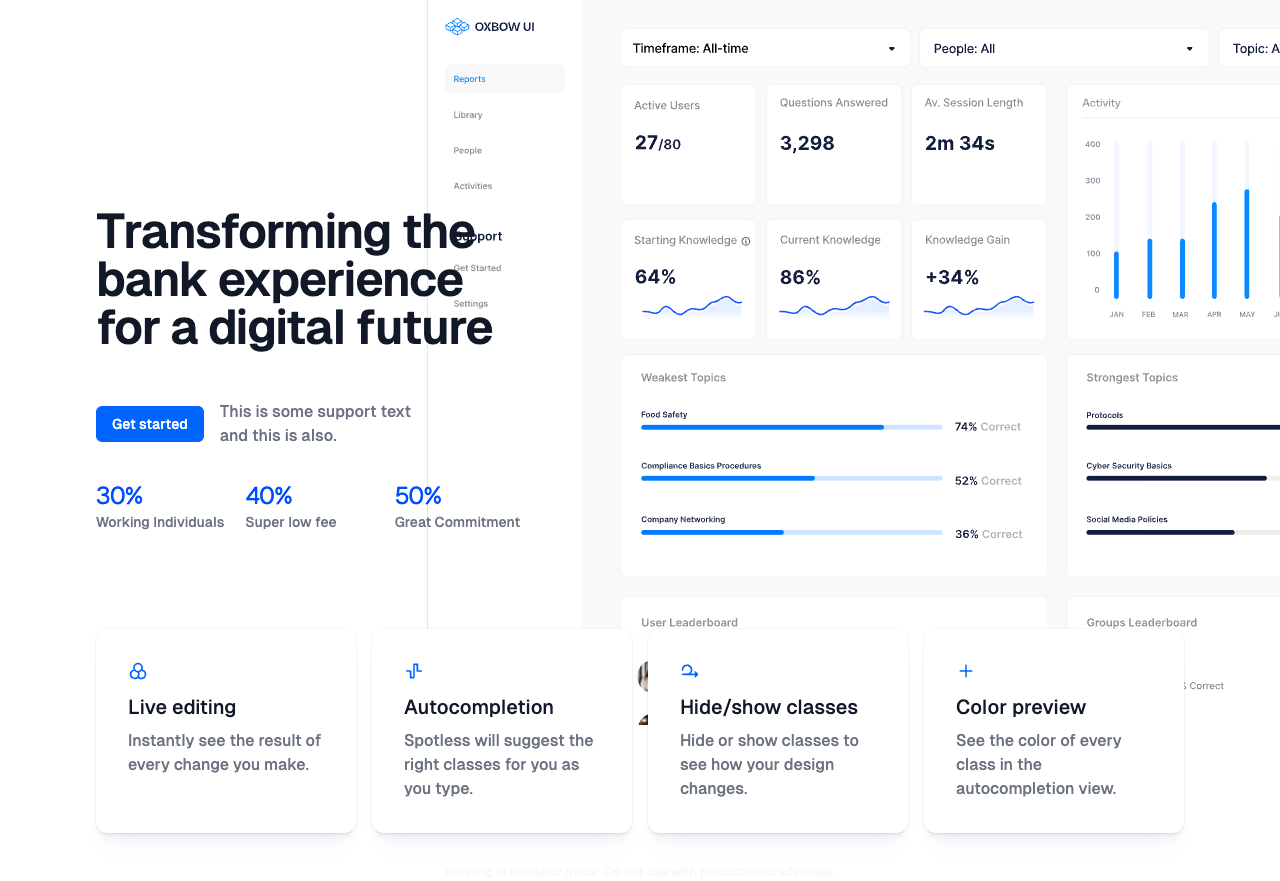 OXBOW UI
Reports
Library
People
Activities
Support
Get Started
Settings
Timeframe: All-time
People: All
Topic: A
Active Users
27/80
Questions Answered
3,298
Av. Session Length
2m 34s
Starting Knowledge
64%
Current Knowledge
86%
Knowledge Gain
+34%
Activity
400
300
200
100
0
JAN FEB MAR APR MAY JU
Transforming the
bank experience
for a digital future
Get started
This is some support text
and this is also.
30%
Working Individuals
40%
Super low fee
50%
Great Commitment
Weakest Topics
Food Safety
74% Correct
Compliance Basics Procedures
52% Correct
Company Networking
36% Correct
Strongest Topics
Protocols
Cyber Security Basics
Social Media Policies
User Leaderboard
Groups Leaderboard
% Correct
Live editing
Instantly see the result of
every change you make.
Autocompletion
Spotless will suggest the
right classes for you as
you type.
Hide/show classes
Hide or show classes to
see how your design
changes.
Color preview
See the color of every
class in the
autocompletion view.
Running in emulator mode. Do not use with production credentials.